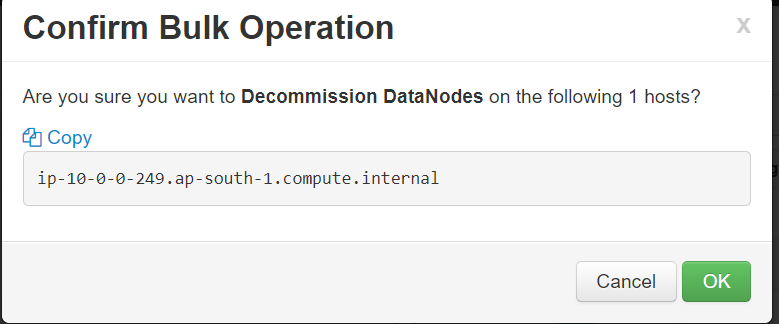 Confirm Bulk Operation
X
Are you sure you want to Decommission DataNodes on the following 1 hosts?
Copy
ip-10-0-0-249.ap-south-1.compute.internal
Cancel
OK